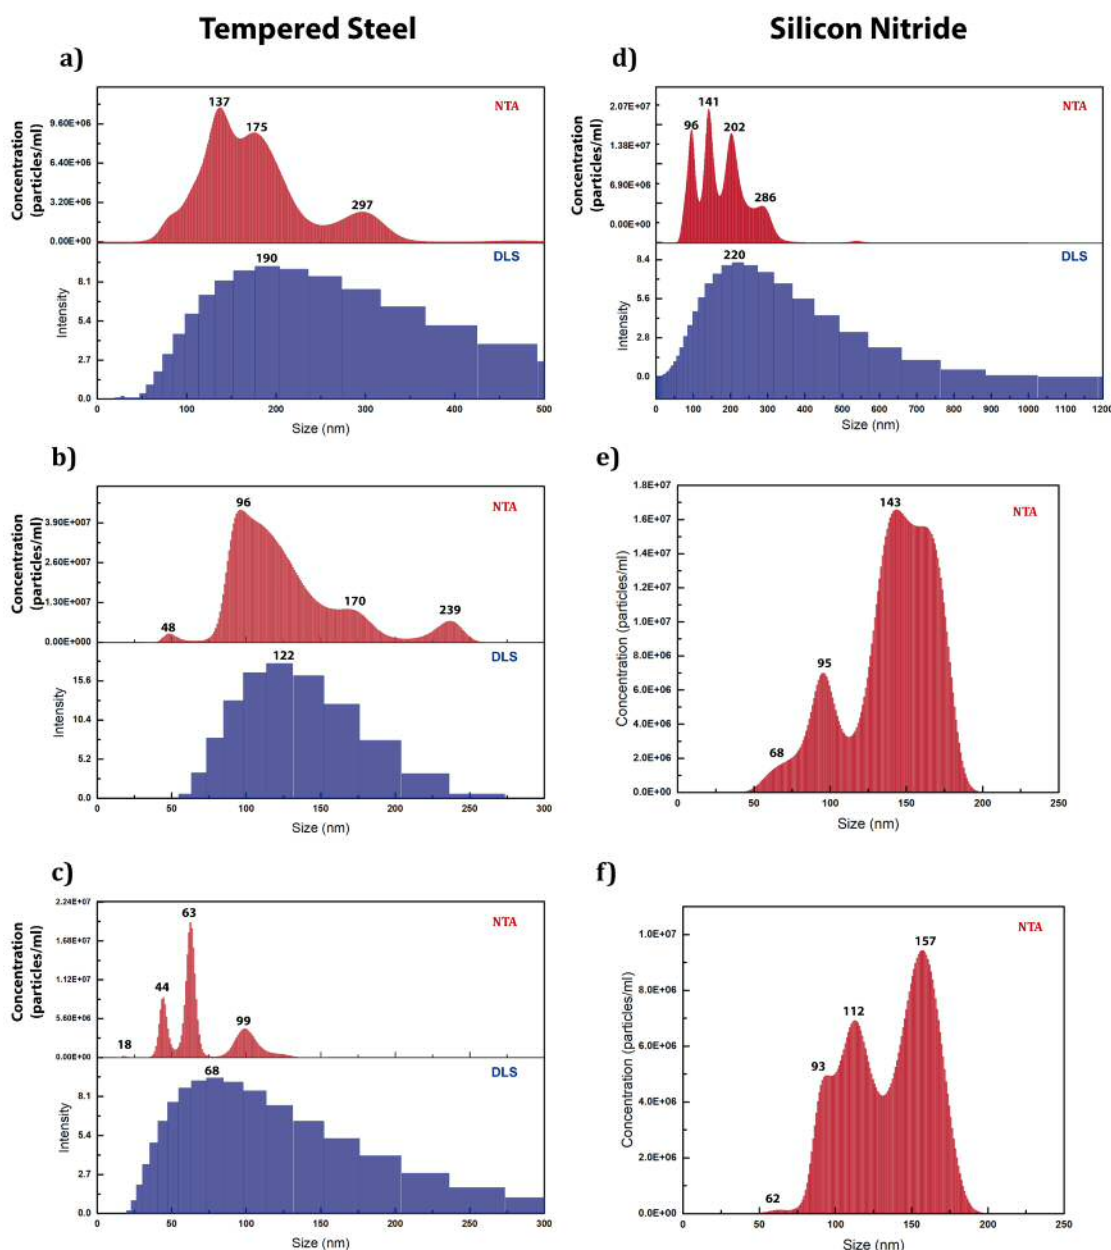 Tempered Steel
Silicon Nitride
a)
Concentration
(particles/ml)
9.60E+06
6.40E+06
3.20E+06
0.00E+00
137
175
297
NTA
DLS
190
Intensity
8.1
5.4
2.7
0.0
0 100 200 300 400 500
Size (nm)
b)
Concentration
(particles/ml)
3.90E+007
2.60E+007
1.30E+007
0.00E+000
48
96
170
239
NTA
DLS
122
Intensity
15.6
10.4
5.2
0.0
0 50 100 150 200 250 300
Size (nm)
c)
Concentration
(particles/ml)
2.24E+07
1.68E+07
1.12E+07
5.60E+06
0.00E+00
18
44
63
99
NTA
DLS
68
Intensity
8.1
5.4
2.7
0.0
0 50 100 150 200 250 300
Size (nm)
d)
Concentration
(particles/ml)
2.07E+07
1.38E+07
6.90E+06
0.00E+00
96
141
202
286
NTA
DLS
220
Intensity
8.4
5.6
2.8
0.0
0 100 200 300 400 500 600 700 800 900 1000 1100 1200
Size (nm)
e)
Concentration (particles/ml)
1.8E+07
1.6E+07
1.4E+07
1.2E+07
1.0E+07
8.0E+06
6.0E+06
4.0E+06
2.0E+06
0.0E+00
68
95
143
NTA
0 50 100 150 200 250
Size (nm)
f)
Concentration (particles/ml)
1.0E+07
8.0E+06
6.0E+06
4.0E+06
2.0E+06
0.0E+00
62
93
112
157
NTA
0 50 100 150 200 250
Size (nm)